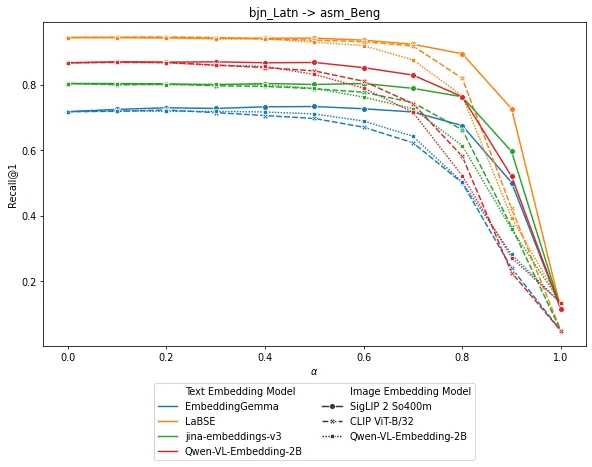 bjn_Latn -> asm_Beng
Recall@1
0.8
0.6
0.4
0.2
0.0 0.2 0.4 0.6 0.8 1.0
α
Text Embedding Model
EmbeddingGemma
LaBSE
jina-embeddings-v3
Qwen-VL-Embedding-2B
Image Embedding Model
SigLIP 2 So400m
CLIP ViT-B/32
Qwen-VL-Embedding-2B